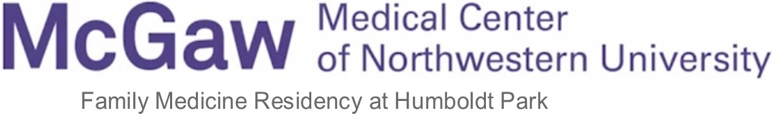 McGaw Medical Center
of Northwestern University
Family Medicine Residency at Humboldt Park